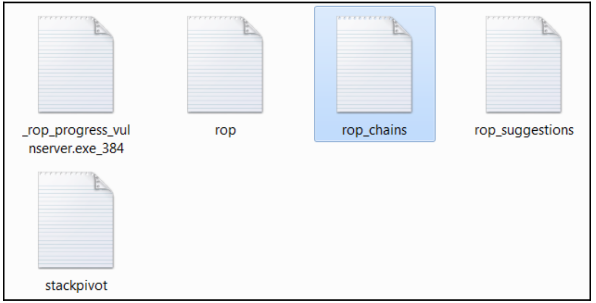 _rop_progress_vul
nserver.exe_384
rop
rop_chains
rop_suggestions
stackpivot